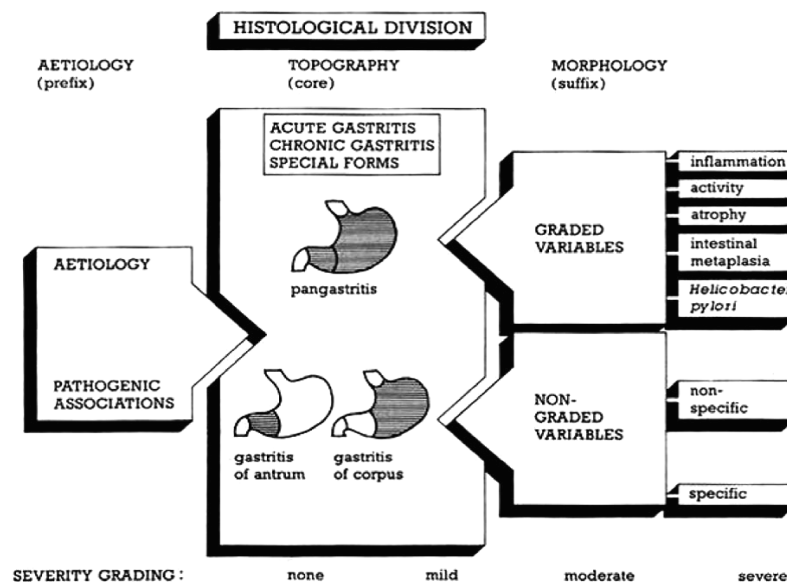 HISTOLOGICAL DIVISION
AETIOLOGY
(prefix)
TOPOGRAPHY
(core)
MORPHOLOGY
(suffix)
ACUTE GASTRITIS
CHRONIC GASTRITIS
SPECIAL FORMS
pangastritis
AETIOLOGY
PATHOGENIC
ASSOCIATIONS
gastritis
of antrum
gastritis
of corpus
GRADED
VARIABLES
inflammation
activity
atrophy
intestinal
metaplasia
Helicobacte
pylori
NON-
GRADED
VARIABLES
non-
specific
specific
SEVERITY GRADING: none mild moderate severe